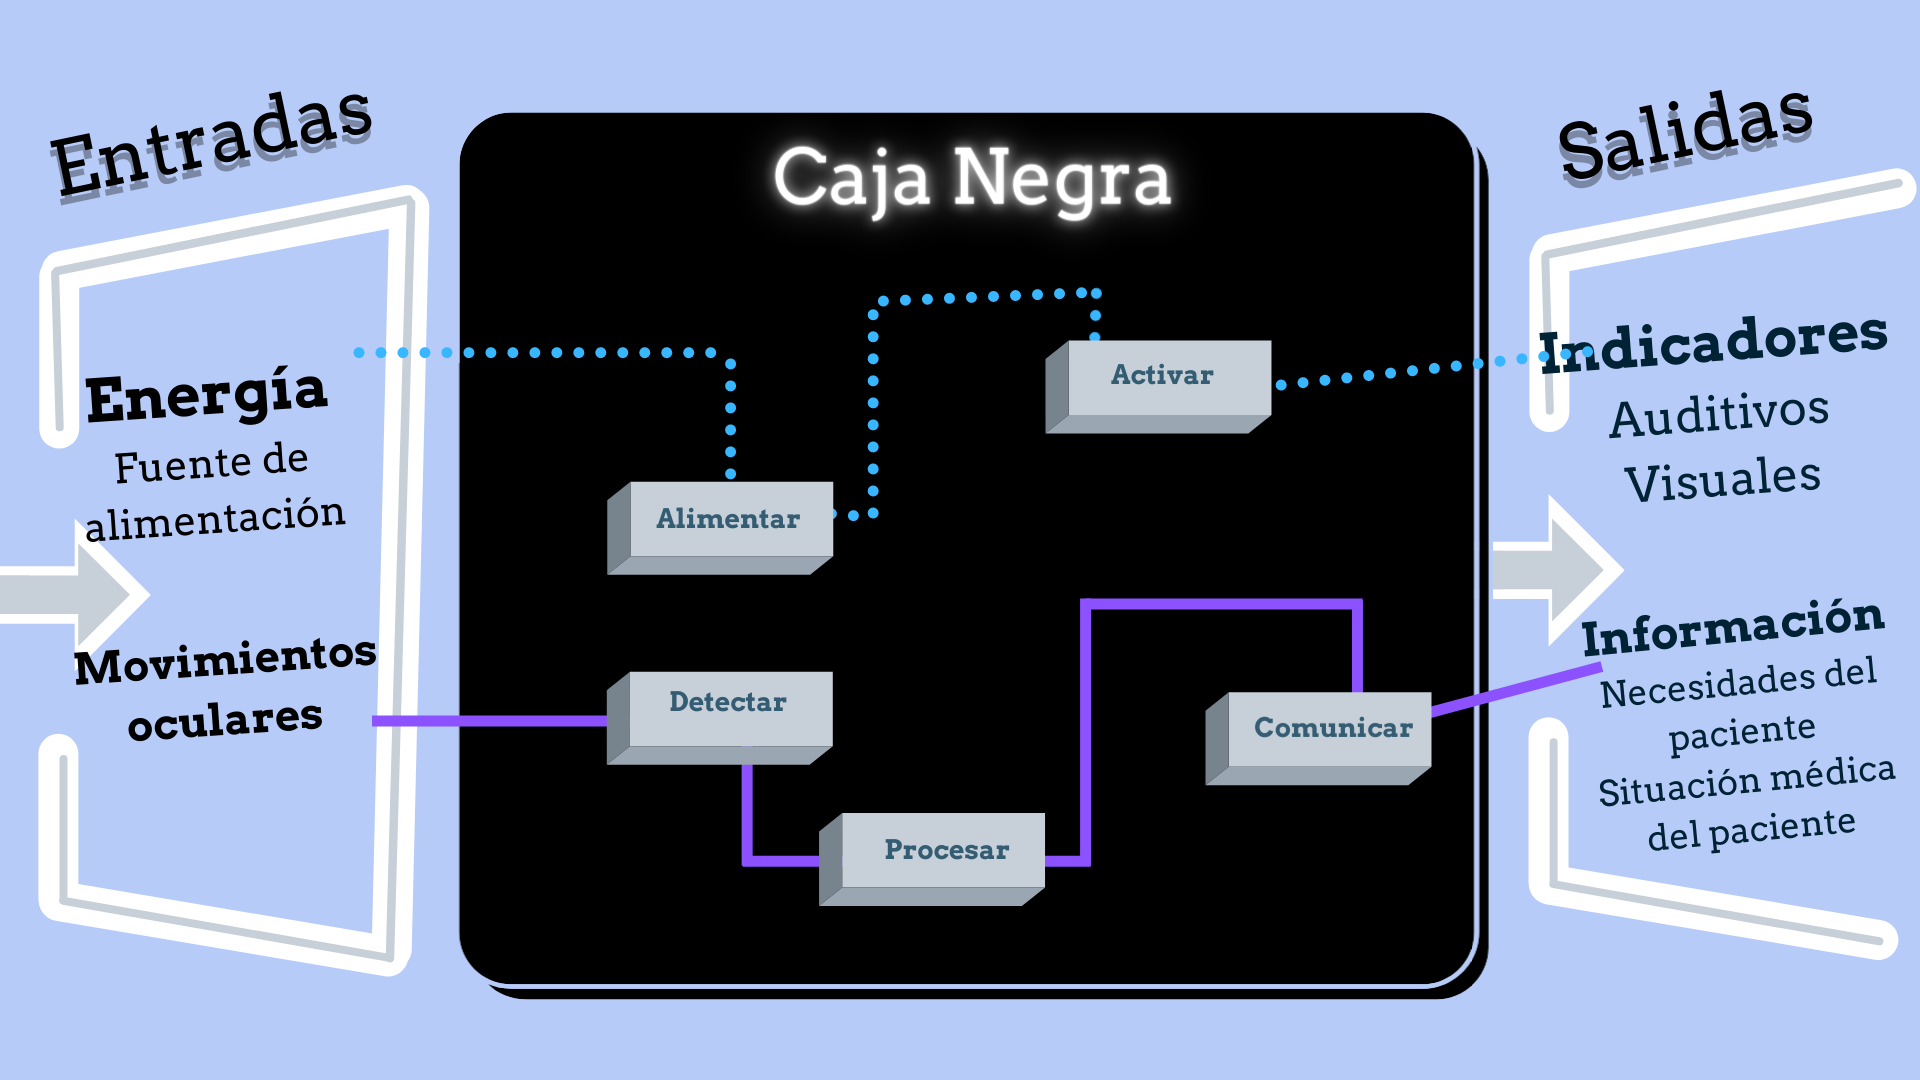 Entradas
Energía
Fuente de
alimentación
Movimientos
oculares
Caja Negra
Activar
Alimentar
Detectar
Comunicar
Procesar
Salidas
Indicadores
Auditivos
Visuales
Información
Necesidades del
paciente
Situación médica
del paciente